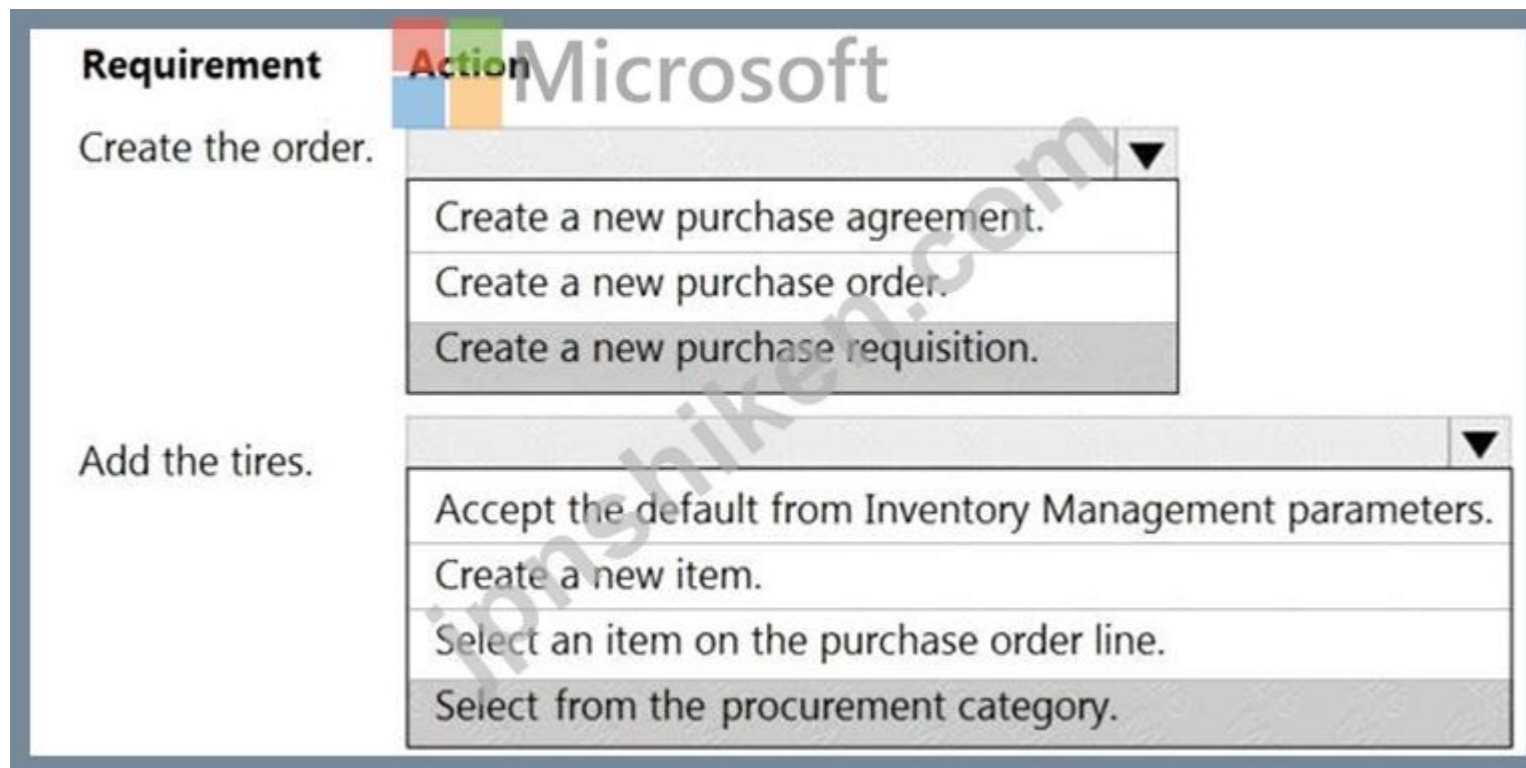 Requirement Action
Microsoft
Create the order.
Create a new purchase agreement.
Create a new purchase order.
Create a new purchase requisition.
Add the tires.
Accept the default from Inventory Management parameters.
Create a new item.
Select an item on the purchase order line.
Select from the procurement category.
jpnshiken.com